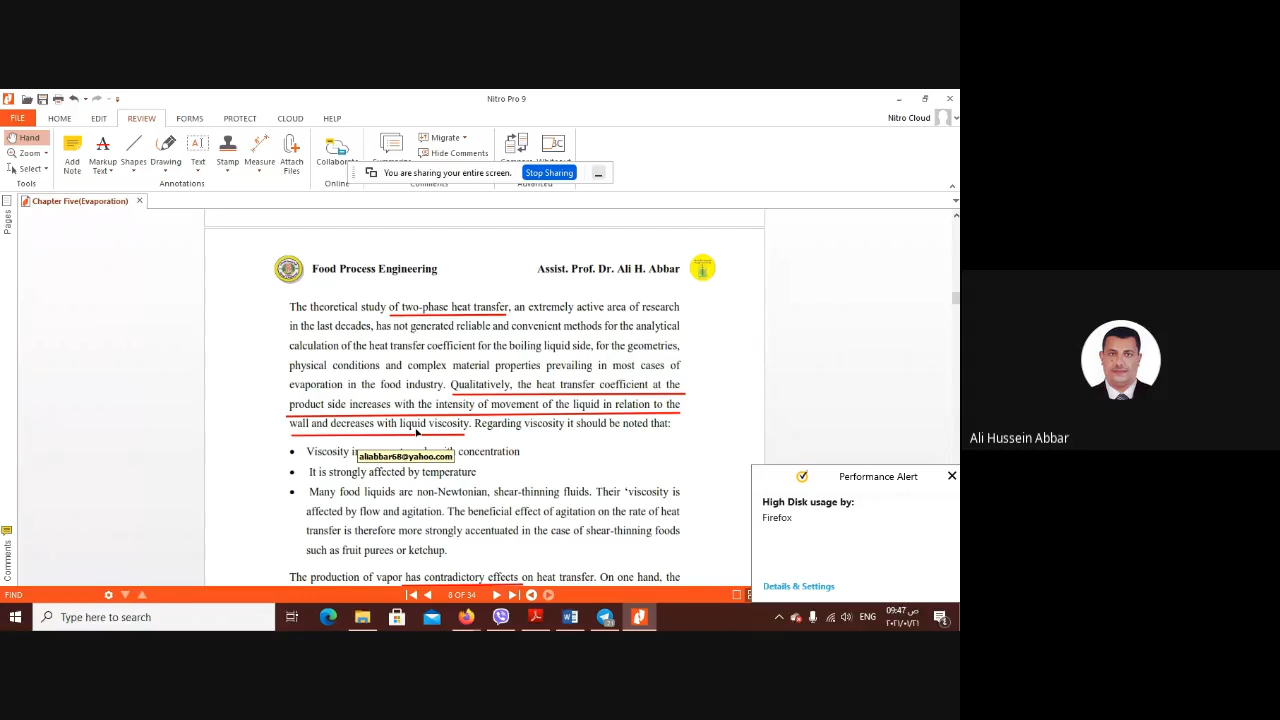 Nitro Pro 9
FILE HOME EDIT REVIEW FORMS PROTECT CLOUD HELP
Nitro Cloud
Hand
Zoom
Select
Tools
Add Note
Markup Text
Shapes
Drawing
Text
Stamp
Measure
Attach Files
Annotations
Collaborate
Online
Migrate
Hide Comments
Comments
Advanced
You are sharing your entire screen.
Stop Sharing
Chapter Five(Evaporation)
Pages
Food Process Engineering
Assist. Prof. Dr. Ali H. Abbar
The theoretical study of two-phase heat transfer, an extremely active area of research
in the last decades, has not generated reliable and convenient methods for the analytical
calculation of the heat transfer coefficient for the boiling liquid side, for the geometries,
physical conditions and complex material properties prevailing in most cases of
evaporation in the food industry. Qualitatively, the heat transfer coefficient at the
product side increases with the intensity of movement of the liquid in relation to the
wall and decreases with liquid viscosity. Regarding viscosity it should be noted that:
• Viscosity concentration
aliabbar68@yahoo.com
• It is strongly affected by temperature
• Many food liquids are non-Newtonian, shear-thinning fluids. Their ‘viscosity is
affected by flow and agitation. The beneficial effect of agitation on the rate of heat
transfer is therefore more strongly accentuated in the case of shear-thinning foods
such as fruit purees or ketchup.
The production of vapor has contradictory effects on heat transfer. On one hand, the
Comments
Ali Hussein Abbar
Performance Alert
High Disk usage by:
Firefox
Details & Settings
FIND
8 OF 34
Type here to search
ENG
09:47 ص